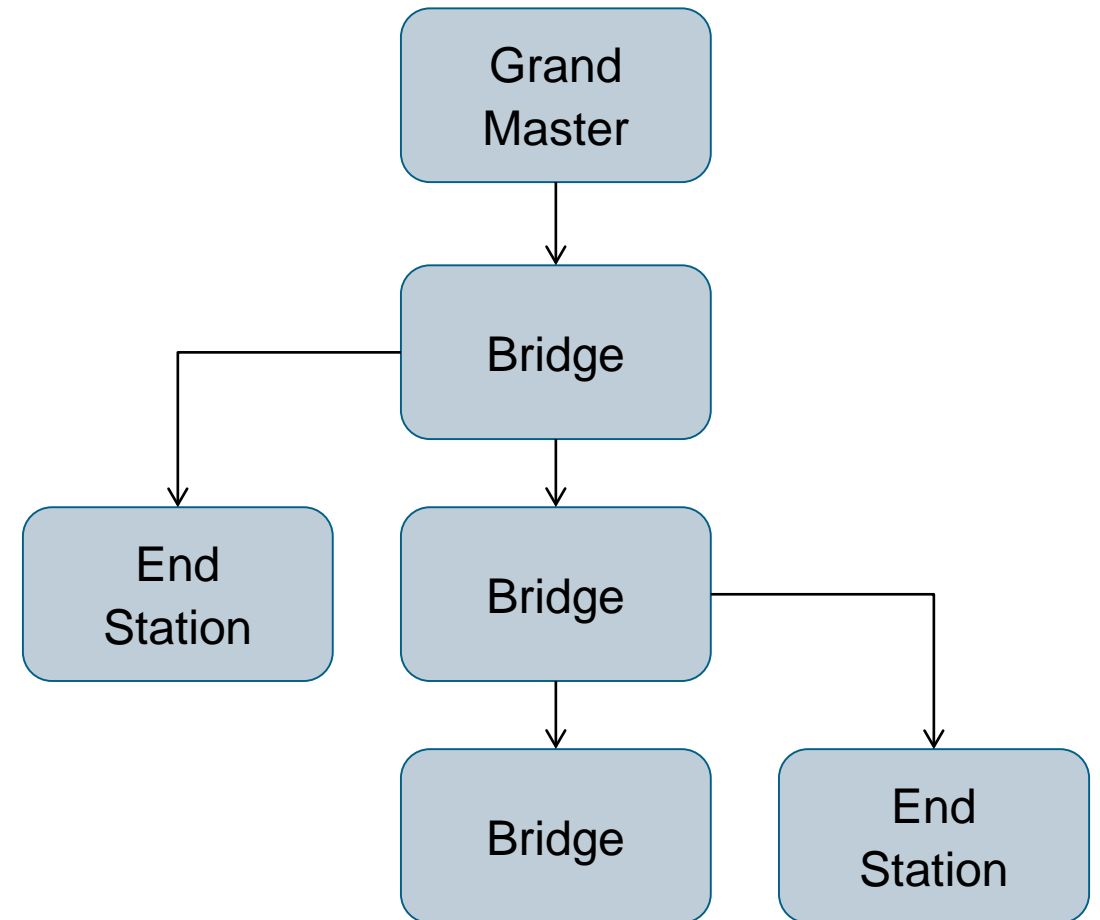 Grand
Master
Bridge
End
Station
Bridge
Bridge
End
Station